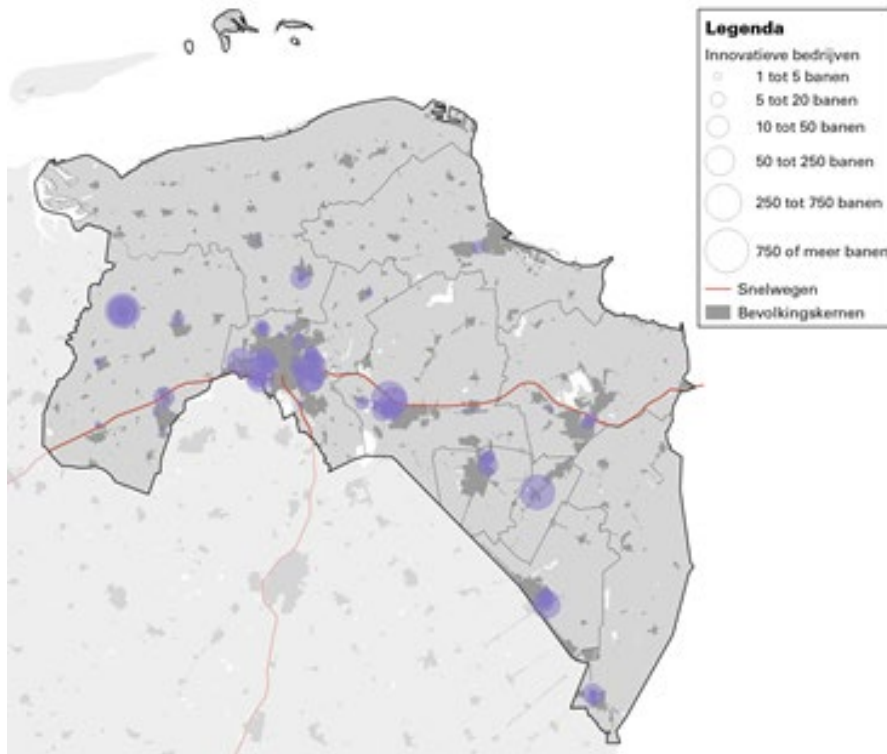 Legenda
Innovatieve bedrijven
1 tot 5 banen
5 tot 20 banen
10 tot 50 banen
50 tot 250 banen
250 tot 750 banen
750 of meer banen
Snelwegen
Bevolkingskernen